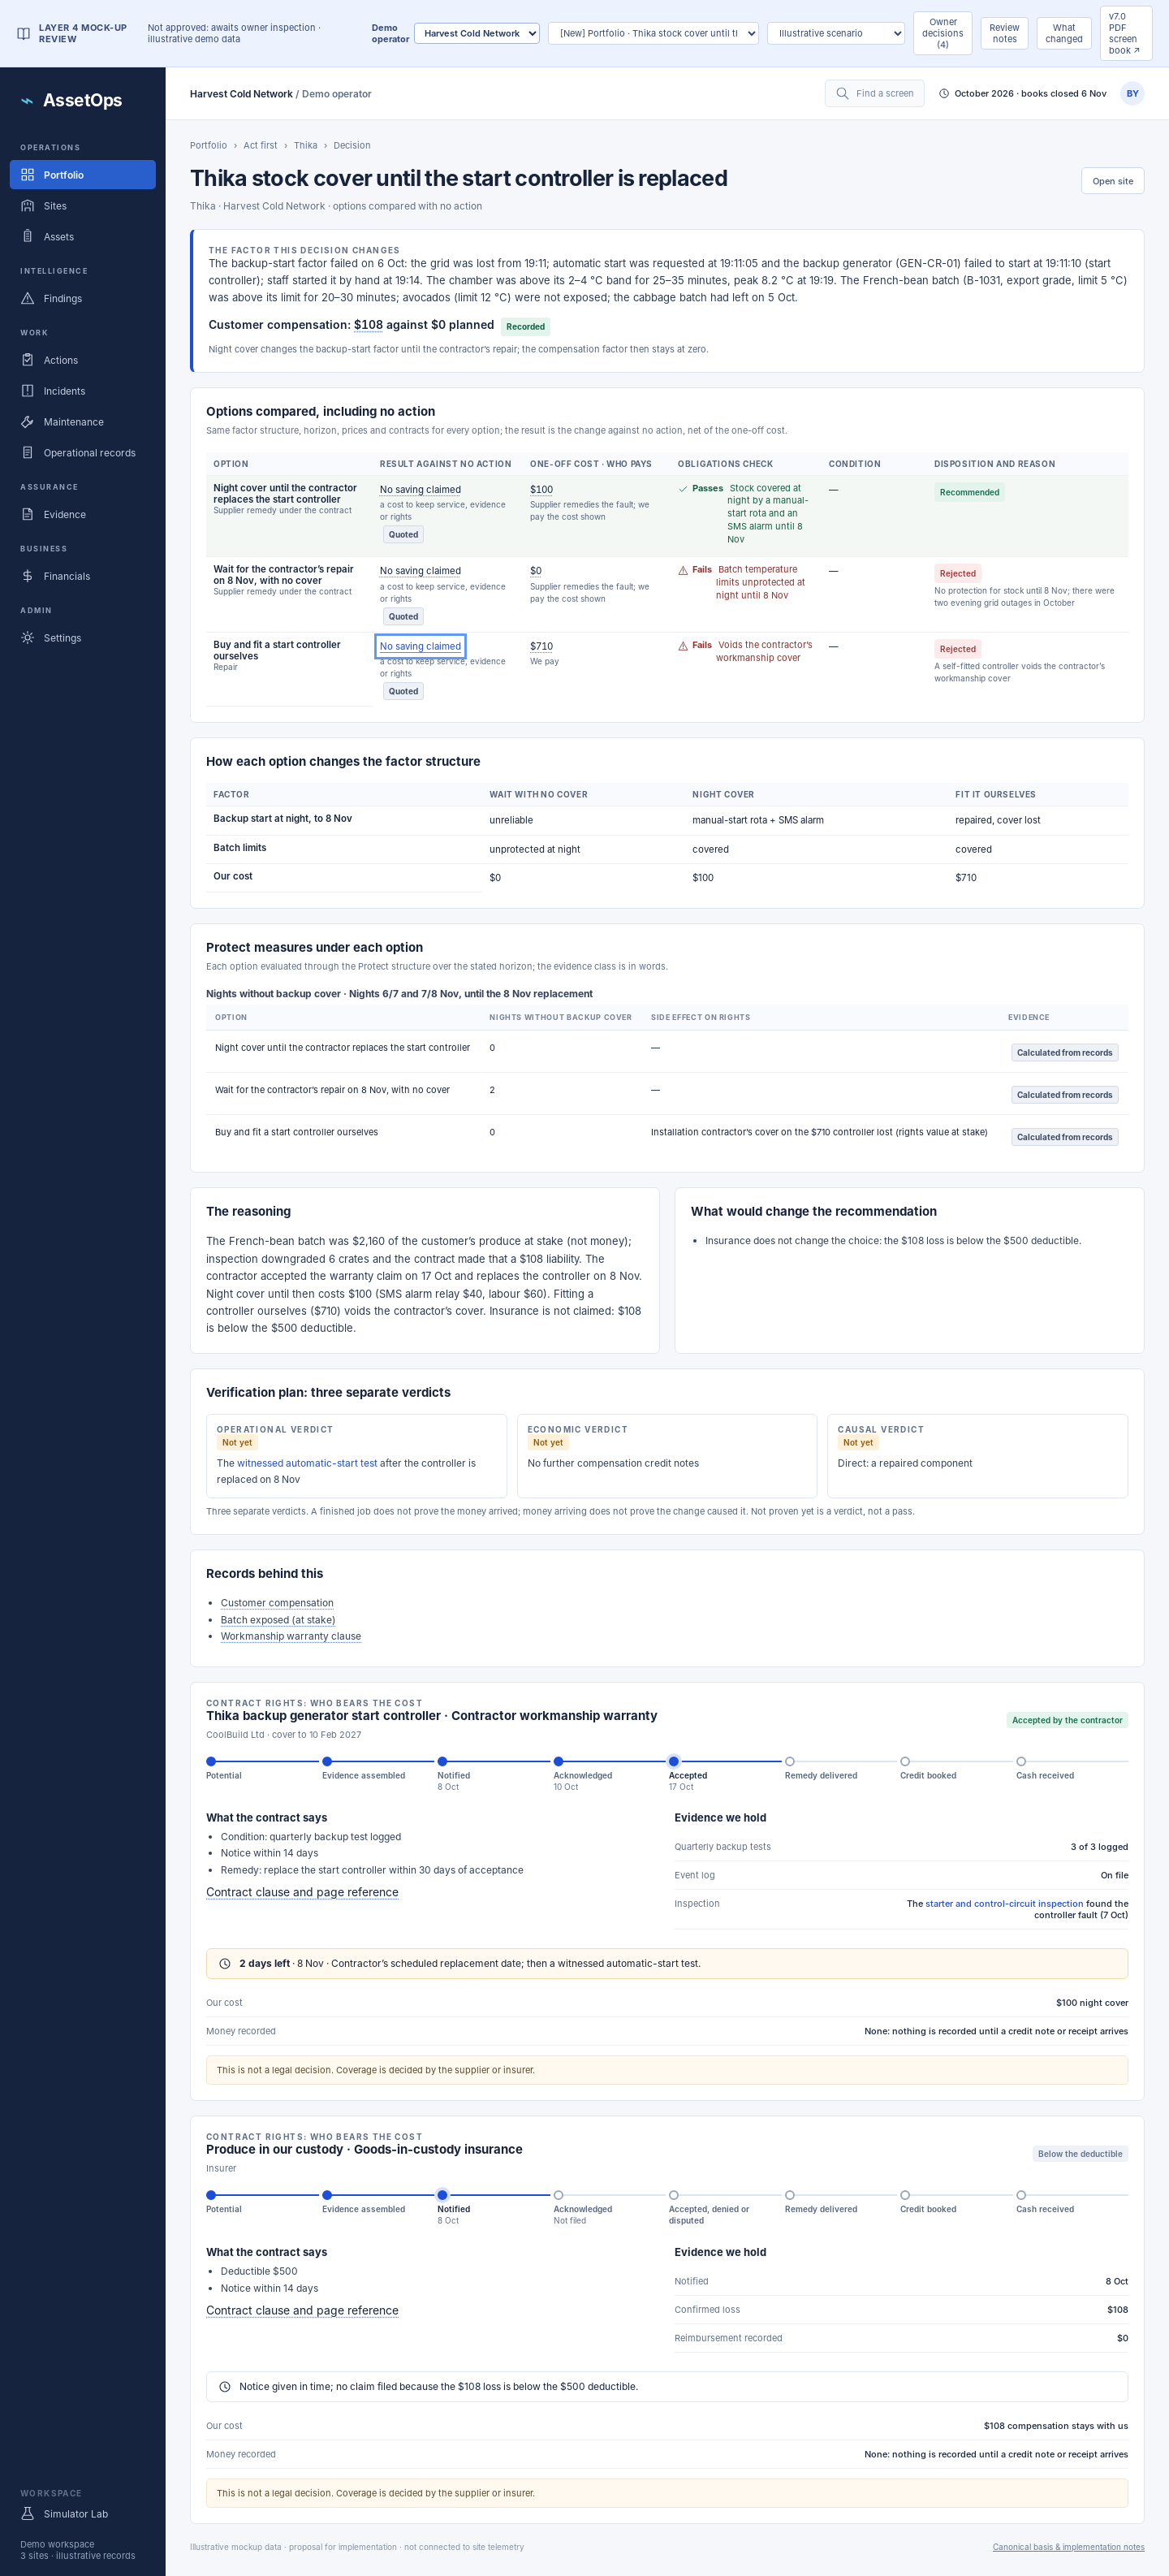 LAYER 4 MOCK-UP
REVIEW
Not approved: awaits owner inspection ·
illustrative demo data
Demo
operator
Harvest Cold Network
[New] Portfolio · Thika stock cover until tl
Illustrative scenario
Owner
decisions
(4)
Review
notes
What
changed
v7.0
PDF
screen
book ↗
AssetOps
OPERATIONS
Portfolio
Sites
Assets
INTELLIGENCE
Findings
WORK
Actions
Incidents
Maintenance
Operational records
ASSURANCE
Evidence
BUSINESS
Financials
ADMIN
Settings
WORKSPACE
Simulator Lab
Demo workspace
3 sites · illustrative records
Harvest Cold Network / Demo operator
Find a screen
October 2026 · books closed 6 Nov
BY
Portfolio › Act first › Thika › Decision
Thika stock cover until the start controller is replaced
Open site
Thika · Harvest Cold Network · options compared with no action
THE FACTOR THIS DECISION CHANGES
The backup-start factor failed on 6 Oct: the grid was lost from 19:11; automatic start was requested at 19:11:05 and the backup generator (GEN-CR-01) failed to start at 19:11:10 (start
controller); staff started it by hand at 19:14. The chamber was above its 2–4 °C band for 25–35 minutes, peak 8.2 °C at 19:19. The French-bean batch (B-1031, export grade, limit 5 °C)
was above its limit for 20–30 minutes; avocados (limit 12 °C) were not exposed; the cabbage batch had left on 5 Oct.
Customer compensation: $108 against $0 planned Recorded
Night cover changes the backup-start factor until the contractor's repair; the compensation factor then stays at zero.
Options compared, including no action
Same factor structure, horizon, prices and contracts for every option; the result is the change against no action, net of the one-off cost.
OPTION RESULT AGAINST NO ACTION ONE-OFF COST · WHO PAYS OBLIGATIONS CHECK CONDITION DISPOSITION AND REASON
Night cover until the contractor
replaces the start controller
Supplier remedy under the contract
No saving claimed
a cost to keep service, evidence
or rights
Quoted
$100
Supplier remedies the fault; we
pay the cost shown
Passes Stock covered at
night by a manual-
start rota and an
SMS alarm until 8
Nov
—
Recommended
Wait for the contractor's repair
on 8 Nov, with no cover
Supplier remedy under the contract
No saving claimed
a cost to keep service, evidence
or rights
Quoted
$0
Supplier remedies the fault; we
pay the cost shown
Fails Batch temperature
limits unprotected at
night until 8 Nov
—
Rejected
No protection for stock until 8 Nov; there were
two evening grid outages in October
Buy and fit a start controller
ourselves
Repair
No saving claimed
a cost to keep service, evidence
or rights
Quoted
$710
We pay
Fails Voids the contractor's
workmanship cover
—
Rejected
A self-fitted controller voids the contractor's
workmanship cover
How each option changes the factor structure
FACTOR WAIT WITH NO COVER NIGHT COVER FIT IT OURSELVES
Backup start at night, to 8 Nov unreliable manual-start rota + SMS alarm repaired, cover lost
Batch limits unprotected at night covered covered
Our cost $0 $100 $710
Protect measures under each option
Each option evaluated through the Protect structure over the stated horizon; the evidence class is in words.
Nights without backup cover · Nights 6/7 and 7/8 Nov, until the 8 Nov replacement
OPTION NIGHTS WITHOUT BACKUP COVER SIDE EFFECT ON RIGHTS EVIDENCE
Night cover until the contractor replaces the start controller 0 — Calculated from records
Wait for the contractor's repair on 8 Nov, with no cover 2 — Calculated from records
Buy and fit a start controller ourselves 0 Installation contractor's cover on the $710 controller lost (rights value at stake) Calculated from records
The reasoning
The French-bean batch was $2,160 of the customer's produce at stake (not money);
inspection downgraded 6 crates and the contract made that a $108 liability. The
contractor accepted the warranty claim on 17 Oct and replaces the controller on 8 Nov.
Night cover until then costs $100 (SMS alarm relay $40, labour $60). Fitting a
controller ourselves ($710) voids the contractor's cover. Insurance is not claimed: $108
is below the $500 deductible.
What would change the recommendation
• Insurance does not change the choice: the $108 loss is below the $500 deductible.
Verification plan: three separate verdicts
OPERATIONAL VERDICT
Not yet
The witnessed automatic-start test after the controller is
replaced on 8 Nov
ECONOMIC VERDICT
Not yet
No further compensation credit notes
CAUSAL VERDICT
Not yet
Direct: a repaired component
Three separate verdicts. A finished job does not prove the money arrived; money arriving does not prove the change caused it. Not proven yet is a verdict, not a pass.
Records behind this
• Customer compensation
• Batch exposed (at stake)
• Workmanship warranty clause
CONTRACT RIGHTS: WHO BEARS THE COST
Thika backup generator start controller · Contractor workmanship warranty
Accepted by the contractor
CoolBuild Ltd · cover to 10 Feb 2027
Potential
Evidence assembled
Notified
8 Oct
Acknowledged
10 Oct
Accepted
17 Oct
Remedy delivered
Credit booked
Cash received
What the contract says
• Condition: quarterly backup test logged
• Notice within 14 days
• Remedy: replace the start controller within 30 days of acceptance
Contract clause and page reference
Evidence we hold
Quarterly backup tests 3 of 3 logged
Event log On file
Inspection The starter and control-circuit inspection found the
controller fault (7 Oct)
2 days left · 8 Nov · Contractor's scheduled replacement date; then a witnessed automatic-start test.
Our cost $100 night cover
Money recorded None: nothing is recorded until a credit note or receipt arrives
This is not a legal decision. Coverage is decided by the supplier or insurer.
CONTRACT RIGHTS: WHO BEARS THE COST
Produce in our custody · Goods-in-custody insurance
Below the deductible
Insurer
Potential
Evidence assembled
Notified
8 Oct
Acknowledged
Not filed
Accepted, denied or
disputed
Remedy delivered
Credit booked
Cash received
What the contract says
• Deductible $500
• Notice within 14 days
Contract clause and page reference
Evidence we hold
Notified 8 Oct
Confirmed loss $108
Reimbursement recorded $0
Notice given in time; no claim filed because the $108 loss is below the $500 deductible.
Our cost $108 compensation stays with us
Money recorded None: nothing is recorded until a credit note or receipt arrives
This is not a legal decision. Coverage is decided by the supplier or insurer.
Illustrative mockup data · proposal for implementation · not connected to site telemetry
Canonical basis & implementation notes